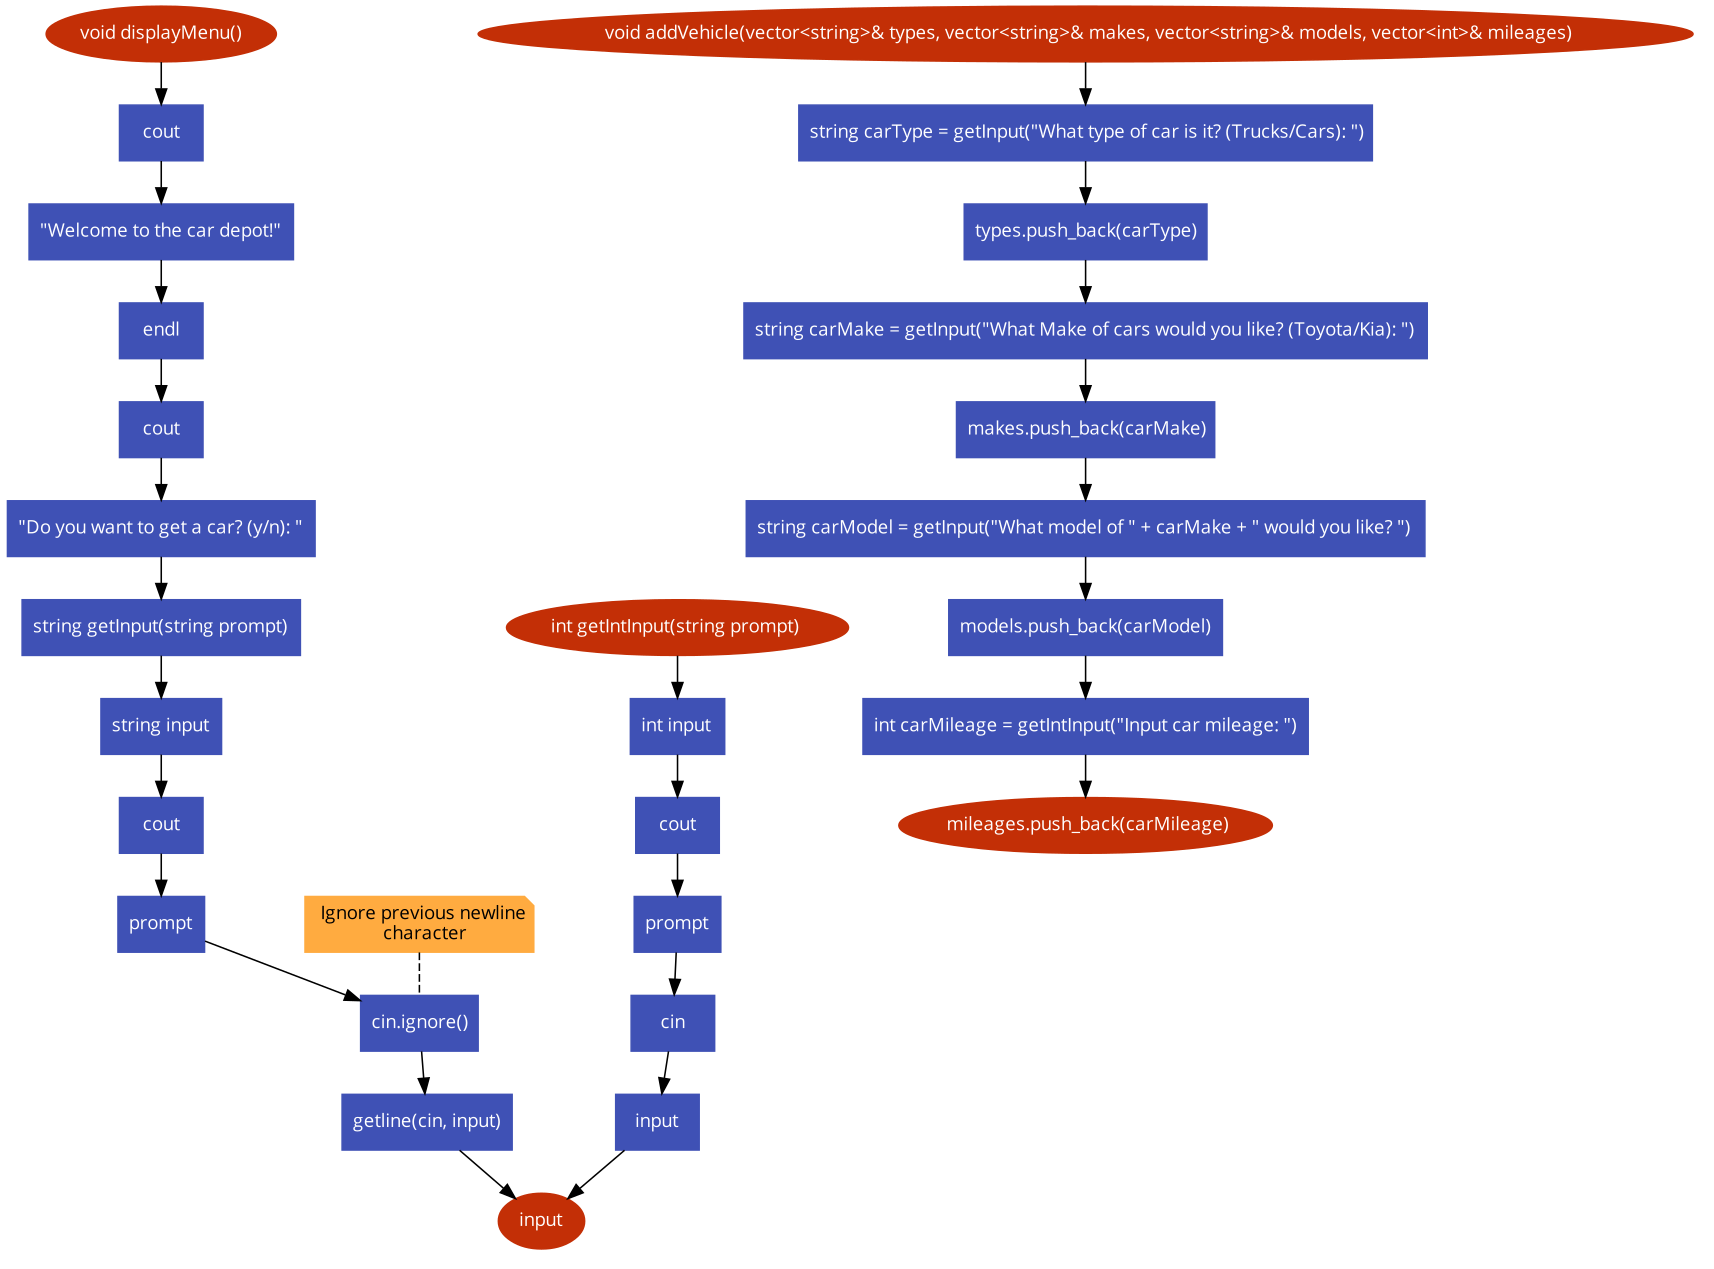 void displayMenu()
cout
"Welcome to the car depot!"
endl
cout
"Do you want to get a car? (y/n): "
string getInput(string prompt)
string input
cout
prompt
Ignore previous newline
character
cin.ignore()
getline(cin, input)
int getIntInput(string prompt)
int input
cout
prompt
cin
input
input
void addVehicle(vector<string>& types, vector<string>& makes, vector<string>& models, vector<int>& mileages)
string carType = getInput("What type of car is it? (Trucks/Cars): ")
types.push_back(carType)
string carMake = getInput("What Make of cars would you like? (Toyota/Kia): ")
makes.push_back(carMake)
string carModel = getInput("What model of " + carMake + " would you like? ")
models.push_back(carModel)
int carMileage = getIntInput("Input car mileage: ")
mileages.push_back(carMileage)